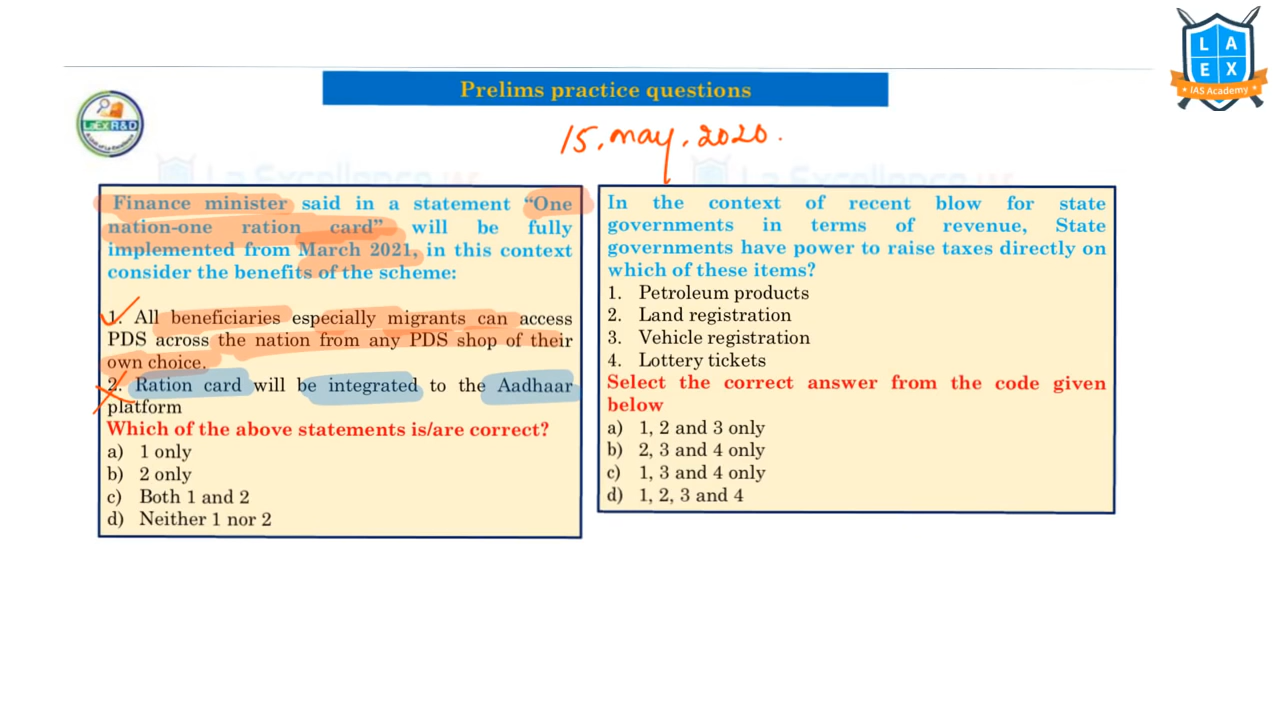 L A
E X
IAS Academy
Prelims practice questions
LaEx R&D
15.may.2020.
La Excellence IAS
Finance minister said in a statement “One
nation-one ration card” will be fully
implemented from March 2021, in this context
consider the benefits of the scheme:
1. All beneficiaries especially migrants can access
PDS across the nation from any PDS shop of their
own choice.
2. Ration card will be integrated to the Aadhaar
platform
Which of the above statements is/are correct?
a) 1 only
b) 2 only
c) Both 1 and 2
d) Neither 1 nor 2
In the context of recent blow for state
governments in terms of revenue, State
governments have power to raise taxes directly on
which of these items?
1. Petroleum products
2. Land registration
3. Vehicle registration
4. Lottery tickets
Select the correct answer from the code given
below
a) 1, 2 and 3 only
b) 2, 3 and 4 only
c) 1, 3 and 4 only
d) 1, 2, 3 and 4